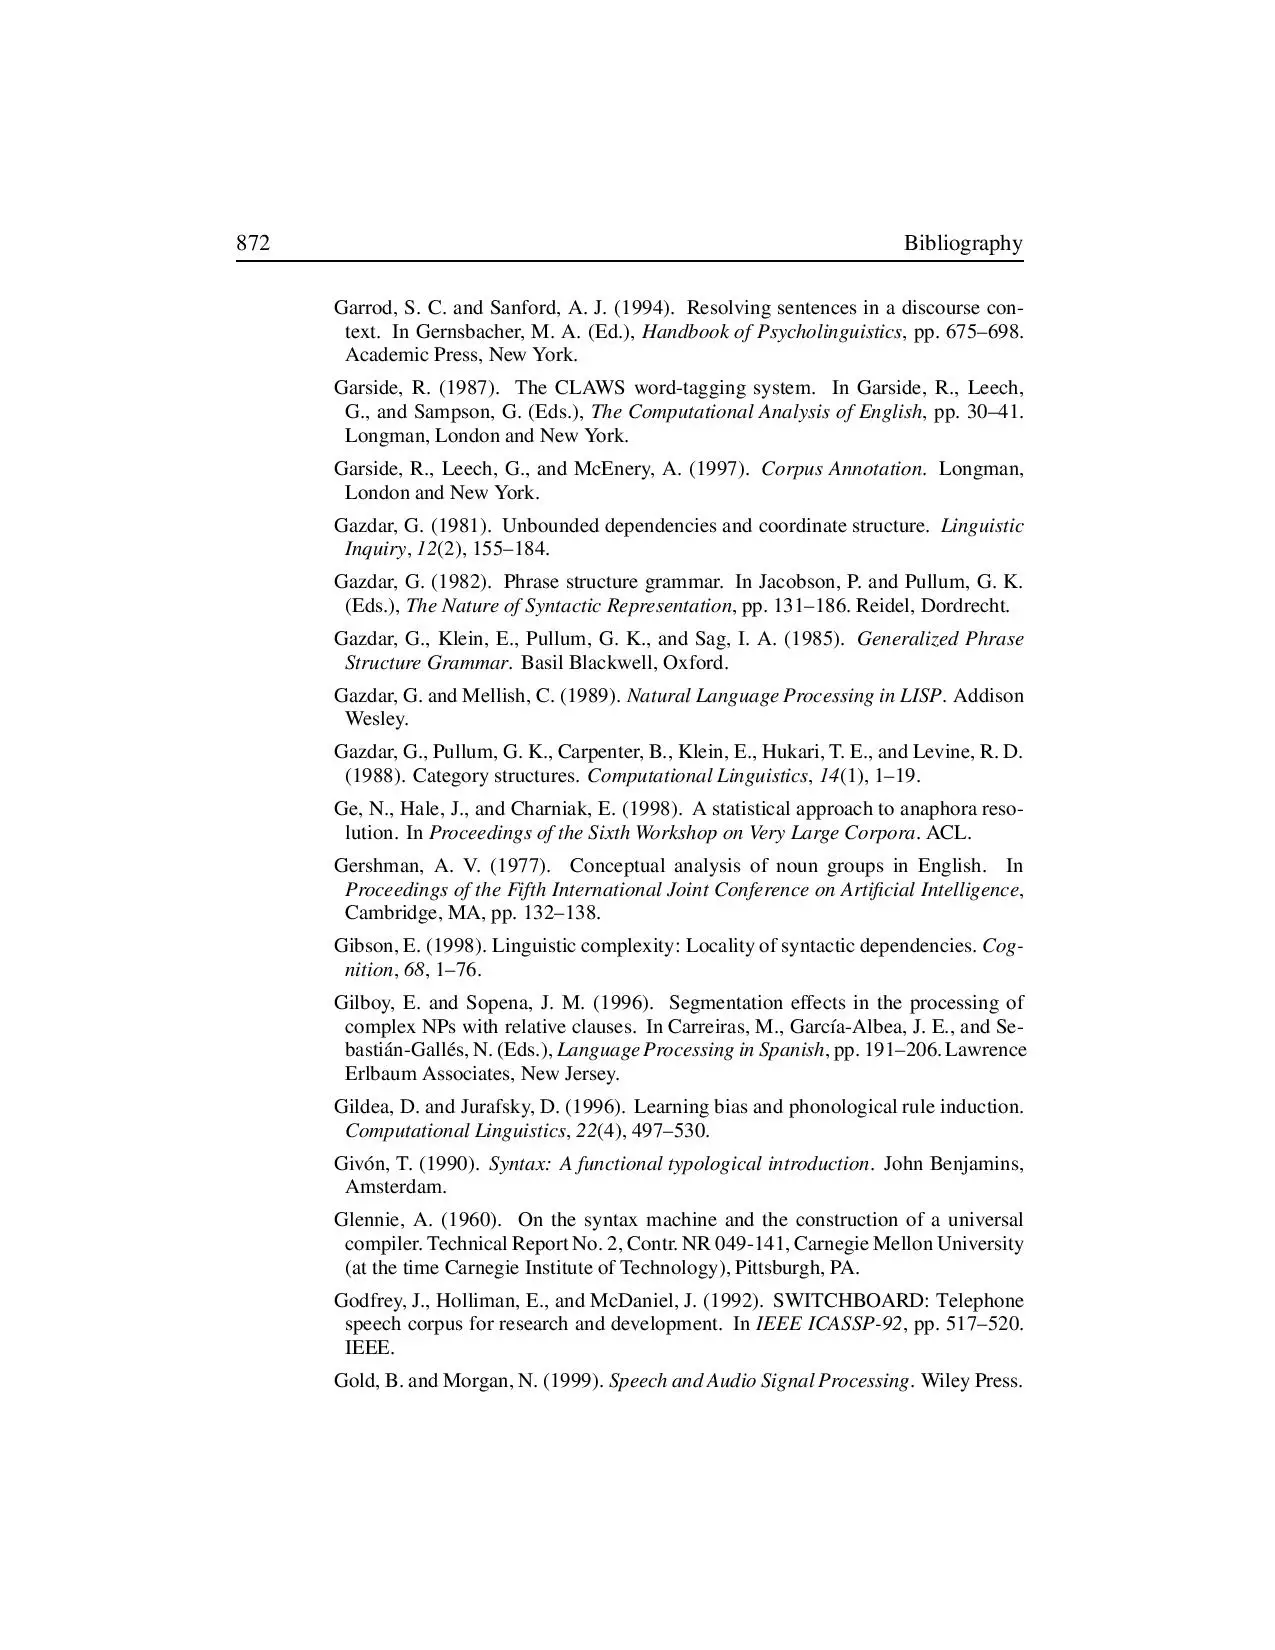 872 Bibliography
Garrod, S. C. and Sanford, A. J. (1994). Resolving sentences in a discourse con-
text. In Gernsbacher, M. A. (Ed.), Handbook of Psycholinguistics, pp. 675–698.
Academic Press, New York.
Garside, R. (1987). The CLAWS word-tagging system. In Garside, R., Leech,
G., and Sampson, G. (Eds.), The Computational Analysis of English, pp. 30–41.
Longman, London and New York.
Garside, R., Leech, G., and McEnery, A. (1997). Corpus Annotation. Longman,
London and New York.
Gazdar, G. (1981). Unbounded dependencies and coordinate structure. Linguistic
Inquiry, 12(2), 155–184.
Gazdar, G. (1982). Phrase structure grammar. In Jacobson, P. and Pullum, G. K.
(Eds.), The Nature of Syntactic Representation, pp. 131–186. Reidel, Dordrecht.
Gazdar, G., Klein, E., Pullum, G. K., and Sag, I. A. (1985). Generalized Phrase
Structure Grammar. Basil Blackwell, Oxford.
Gazdar, G. and Mellish, C. (1989). Natural Language Processing in LISP. Addison
Wesley.
Gazdar, G., Pullum, G. K., Carpenter, B., Klein, E., Hukari, T. E., and Levine, R. D.
(1988). Category structures. Computational Linguistics, 14(1), 1–19.
Ge, N., Hale, J., and Charniak, E. (1998). A statistical approach to anaphora reso-
lution. In Proceedings of the Sixth Workshop on Very Large Corpora. ACL.
Gershman, A. V. (1977). Conceptual analysis of noun groups in English. In
Proceedings of the Fifth International Joint Conference on Artificial Intelligence,
Cambridge, MA, pp. 132–138.
Gibson, E. (1998). Linguistic complexity: Locality of syntactic dependencies. Cog-
nition, 68, 1–76.
Gilboy, E. and Sopena, J. M. (1996). Segmentation effects in the processing of
complex NPs with relative clauses. In Carreiras, M., García-Albea, J. E., and Se-
bastián-Gallés, N. (Eds.), Language Processing in Spanish, pp. 191–206. Lawrence
Erlbaum Associates, New Jersey.
Gildea, D. and Jurafsky, D. (1996). Learning bias and phonological rule induction.
Computational Linguistics, 22(4), 497–530.
Givón, T. (1990). Syntax: A functional typological introduction. John Benjamins,
Amsterdam.
Glennie, A. (1960). On the syntax machine and the construction of a universal
compiler. Technical Report No. 2, Contr. NR 049-141, Carnegie Mellon University
(at the time Carnegie Institute of Technology), Pittsburgh, PA.
Godfrey, J., Holliman, E., and McDaniel, J. (1992). SWITCHBOARD: Telephone
speech corpus for research and development. In IEEE ICASSP-92, pp. 517–520.
IEEE.
Gold, B. and Morgan, N. (1999). Speech and Audio Signal Processing. Wiley Press.